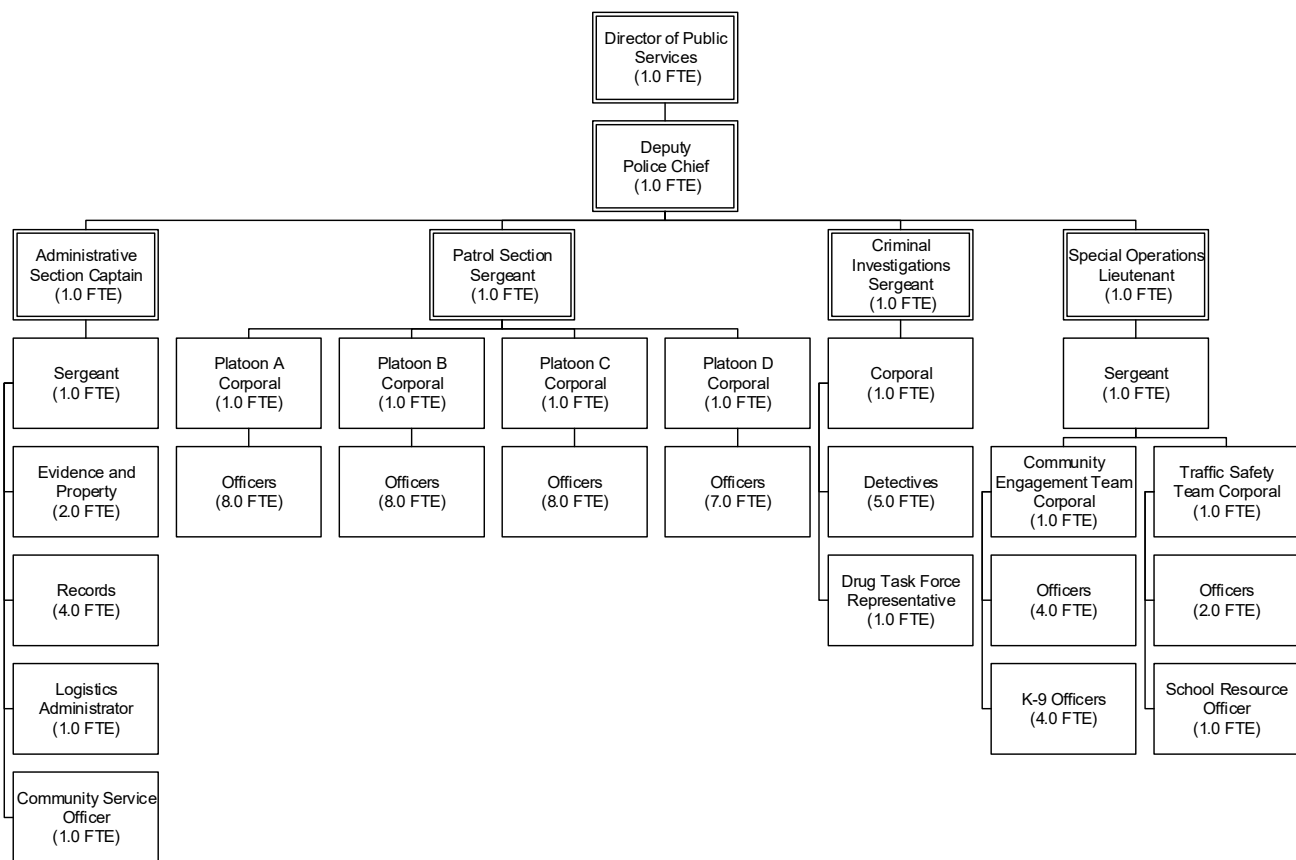 Director of Public
Services
(1.0 FTE)
Deputy
Police Chief
(1.0 FTE)
Administrative
Section Captain
(1.0 FTE)
Patrol Section
Sergeant
(1.0 FTE)
Criminal
Investigations
Sergeant
(1.0 FTE)
Special Operations
Lieutenant
(1.0 FTE)
Sergeant
(1.0 FTE)
Platoon A
Corporal
(1.0 FTE)
Platoon B
Corporal
(1.0 FTE)
Platoon C
Corporal
(1.0 FTE)
Platoon D
Corporal
(1.0 FTE)
Corporal
(1.0 FTE)
Sergeant
(1.0 FTE)
Evidence and
Property
(2.0 FTE)
Officers
(8.0 FTE)
Officers
(8.0 FTE)
Officers
(8.0 FTE)
Officers
(7.0 FTE)
Detectives
(5.0 FTE)
Community
Engagement Team
Corporal
(1.0 FTE)
Traffic Safety
Team Corporal
(1.0 FTE)
Records
(4.0 FTE)
Drug Task Force
Representative
(1.0 FTE)
Officers
(4.0 FTE)
Officers
(2.0 FTE)
Logistics
Administrator
(1.0 FTE)
K-9 Officers
(4.0 FTE)
School Resource
Officer
(1.0 FTE)
Community Service
Officer
(1.0 FTE)